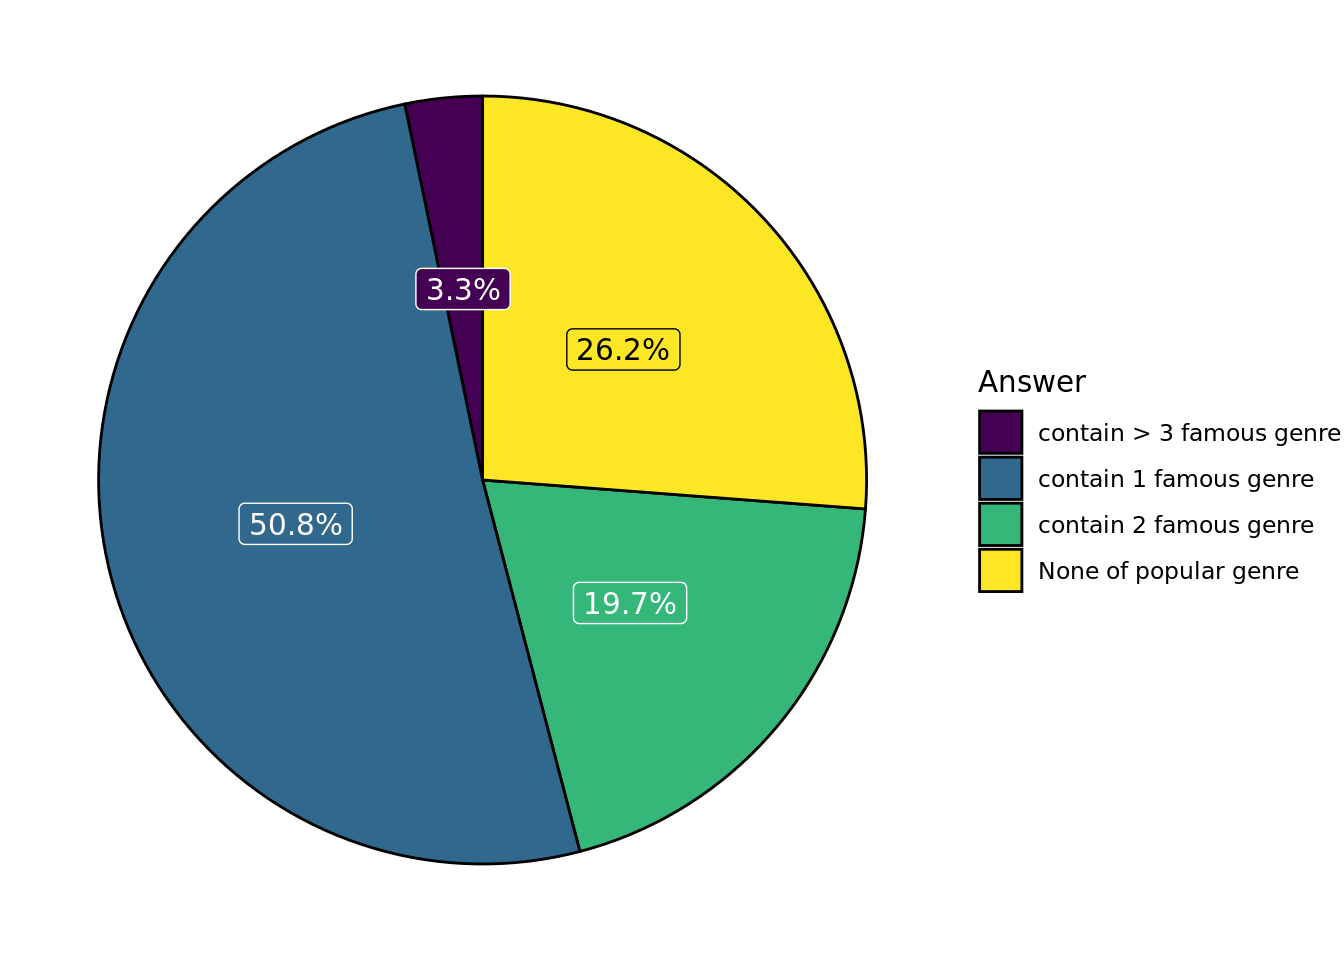 3.3%
26.2%
50.8%
19.7%
Answer
contain > 3 famous genre
contain 1 famous genre
contain 2 famous genre
None of popular genre